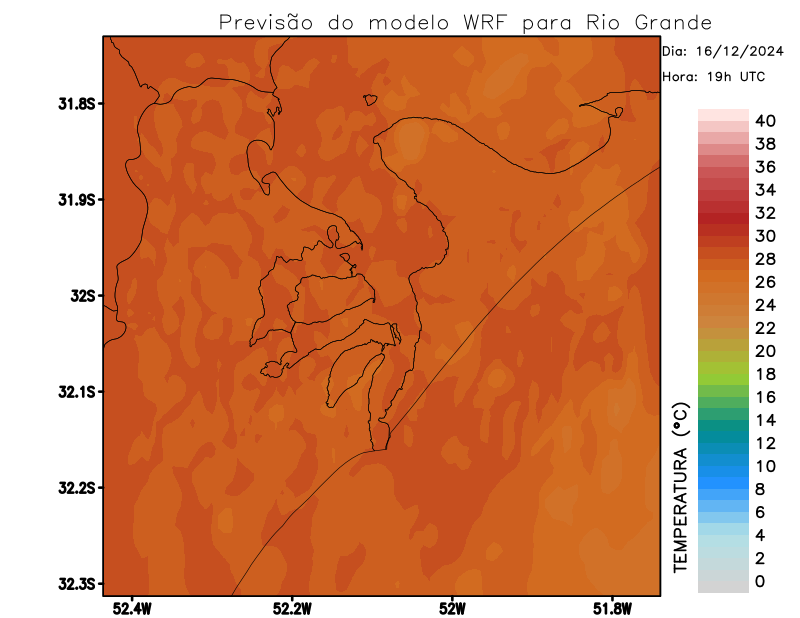 Previsão do modelo WRF para Rio Grande
Dia: 16/12/2024
Hora: 19h UTC
31.8S
31.9S
32S
32.1S
32.2S
32.3S
52.4W
52.2W
52W
51.8W
TEMPERATURA (°C)
40
38
36
34
32
30
28
26
24
22
20
18
16
14
12
10
8
6
4
2
0